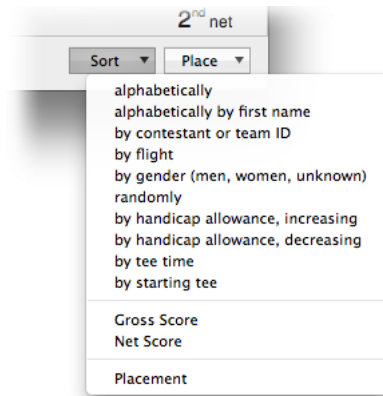 2nd net
Sort ▼ Place ▼
alphabetically
alphabetically by first name
by contestant or team ID
by flight
by gender (men, women, unknown)
randomly
by handicap allowance, increasing
by handicap allowance, decreasing
by tee time
by starting tee
Gross Score
Net Score
Placement